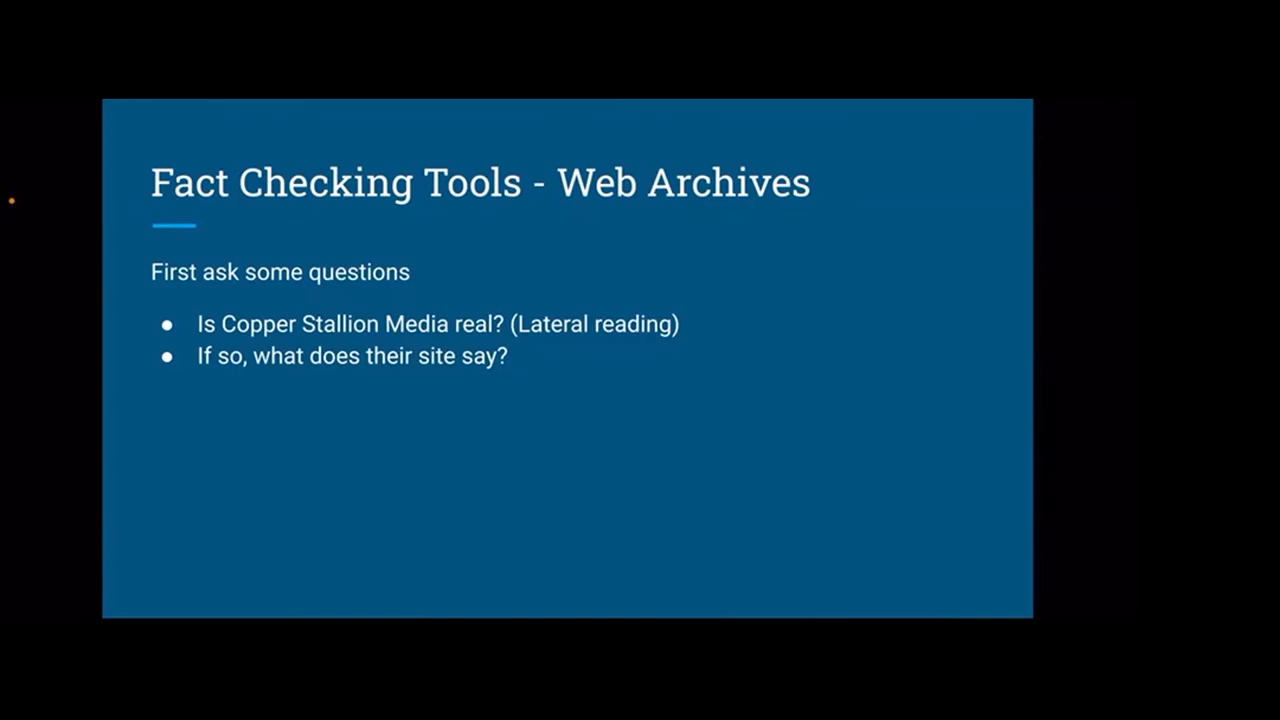 Fact Checking Tools - Web Archives
First ask some questions
● Is Copper Stallion Media real? (Lateral reading)
● If so, what does their site say?